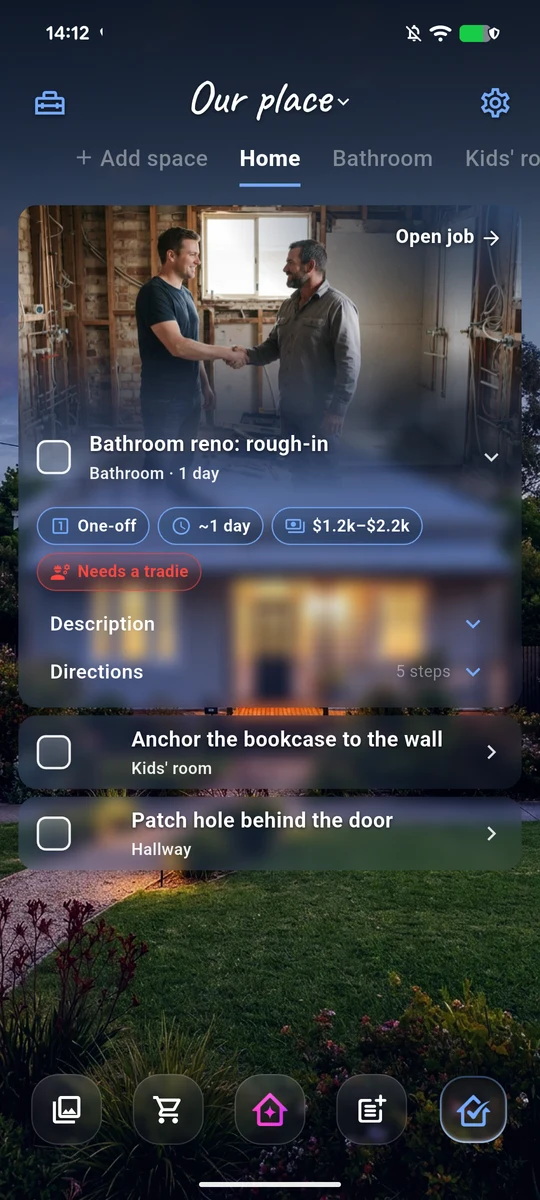 14:12
Our place
+ Add space
Home
Bathroom
Kids' ro
Open job →
Bathroom reno: rough-in
Bathroom · 1 day
One-off
~1 day
$1.2k–$2.2k
Needs a tradie
Description
Directions
5 steps
Anchor the bookcase to the wall
Kids' room
Patch hole behind the door
Hallway